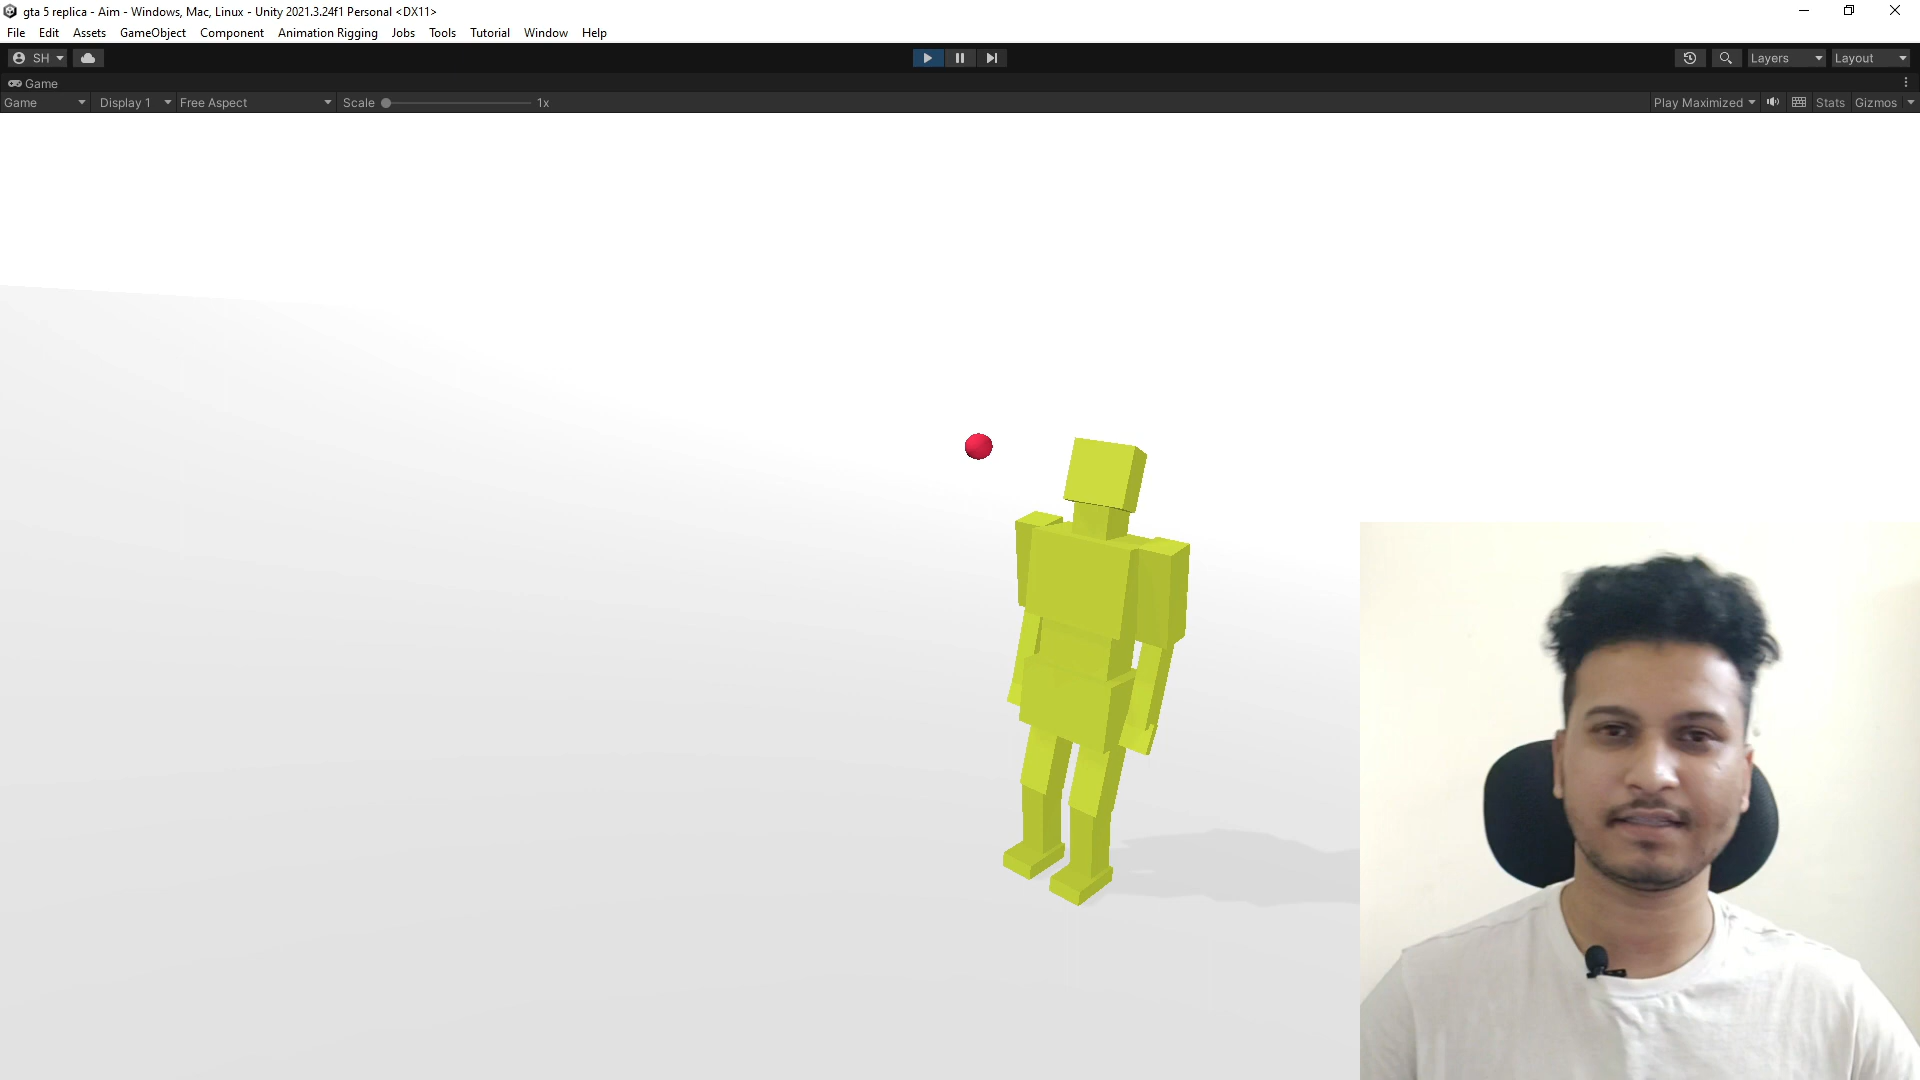 gta 5 replica - Aim - Windows, Mac, Linux - Unity 2021.3.24f1 Personal <DX11>
File Edit Assets GameObject Component Animation Rigging Jobs Tools Tutorial Window Help
SH Layers Layout
Game
Game Display 1 Free Aspect Scale 1x Play Maximized Stats Gizmos